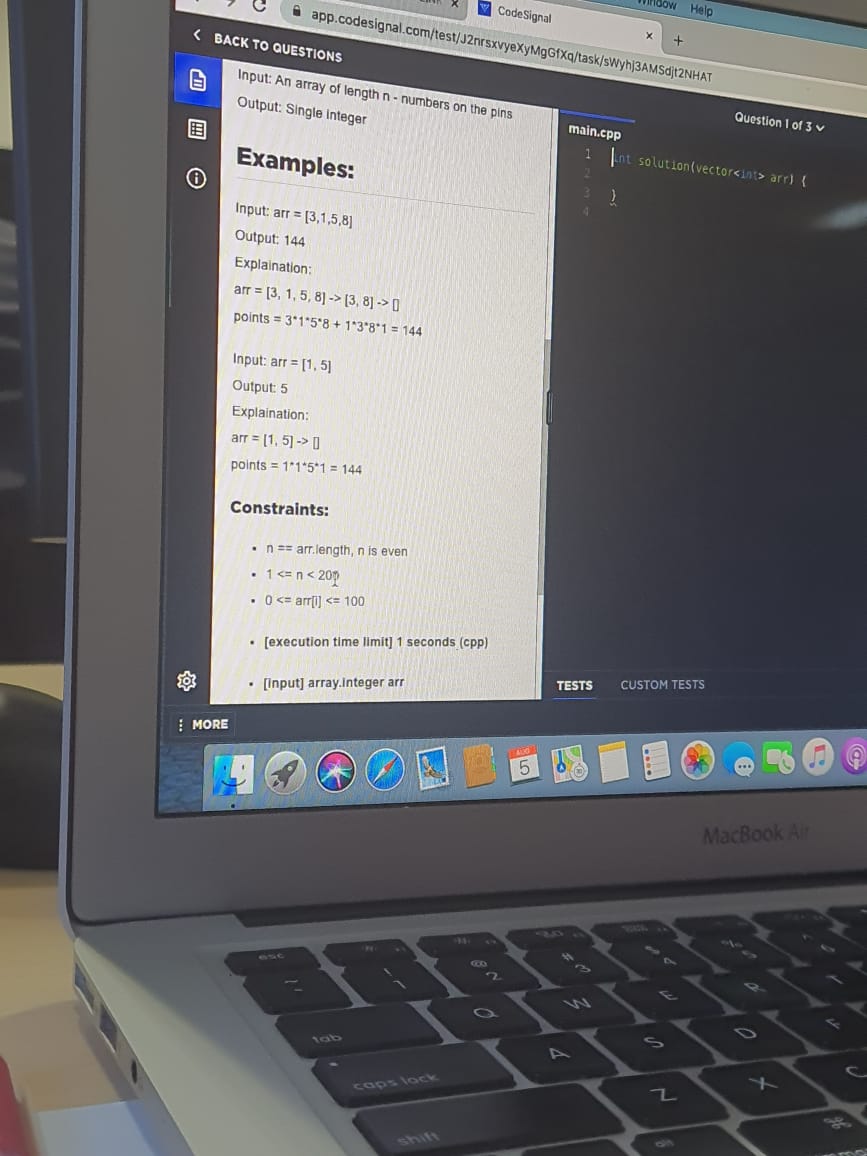 Window Help
CodeSignal
app.codesignal.com/test/J2nrsxvyeXyMgGfXq/task/sWyhj3AMSdjt2NHAT
BACK TO QUESTIONS
Question 1 of 3
Input: An array of length n - numbers on the pins
Output: Single integer
Examples:
Input: arr = [3,1,5,8]
Output: 144
Explaination:
arr = [3, 1, 5, 8] -> [3, 8] -> []
points = 3*1*5*8 + 1*3*8*1 = 144
Input: arr = [1, 5]
Output: 5
Explaination:
arr = [1, 5] -> []
points = 1*1*5*1 = 144
Constraints:
n == arr.length, n is even
1 <= n < 201
0 <= arr[i] <= 100
[execution time limit] 1 seconds (cpp)
[input] array.integer arr
main.cpp
1 int solution(vector<int> arr) {
2
3 }
4
TESTS CUSTOM TESTS
MORE
AUG
5
MacBook Air
esc
! 1
@ 2
# 3
$ 4
% 5
^ 6
tab
Q W E R T
caps lock
A S D F
shift
Z X C
alt